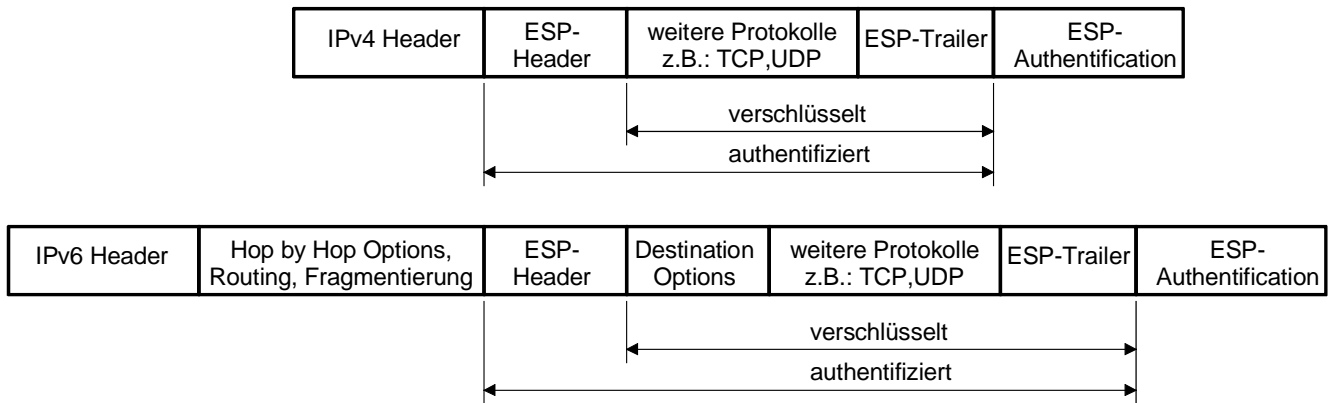 IPv4 Header
ESP-
Header
weitere Protokolle
z.B.: TCP,UDP
ESP-Trailer
ESP-
Authentification
verschlüsselt
authentifiziert
IPv6 Header
Hop by Hop Options,
Routing, Fragmentierung
ESP-
Header
Destination
Options
weitere Protokolle
z.B.: TCP,UDP
ESP-Trailer
ESP-
Authentification
verschlüsselt
authentifiziert